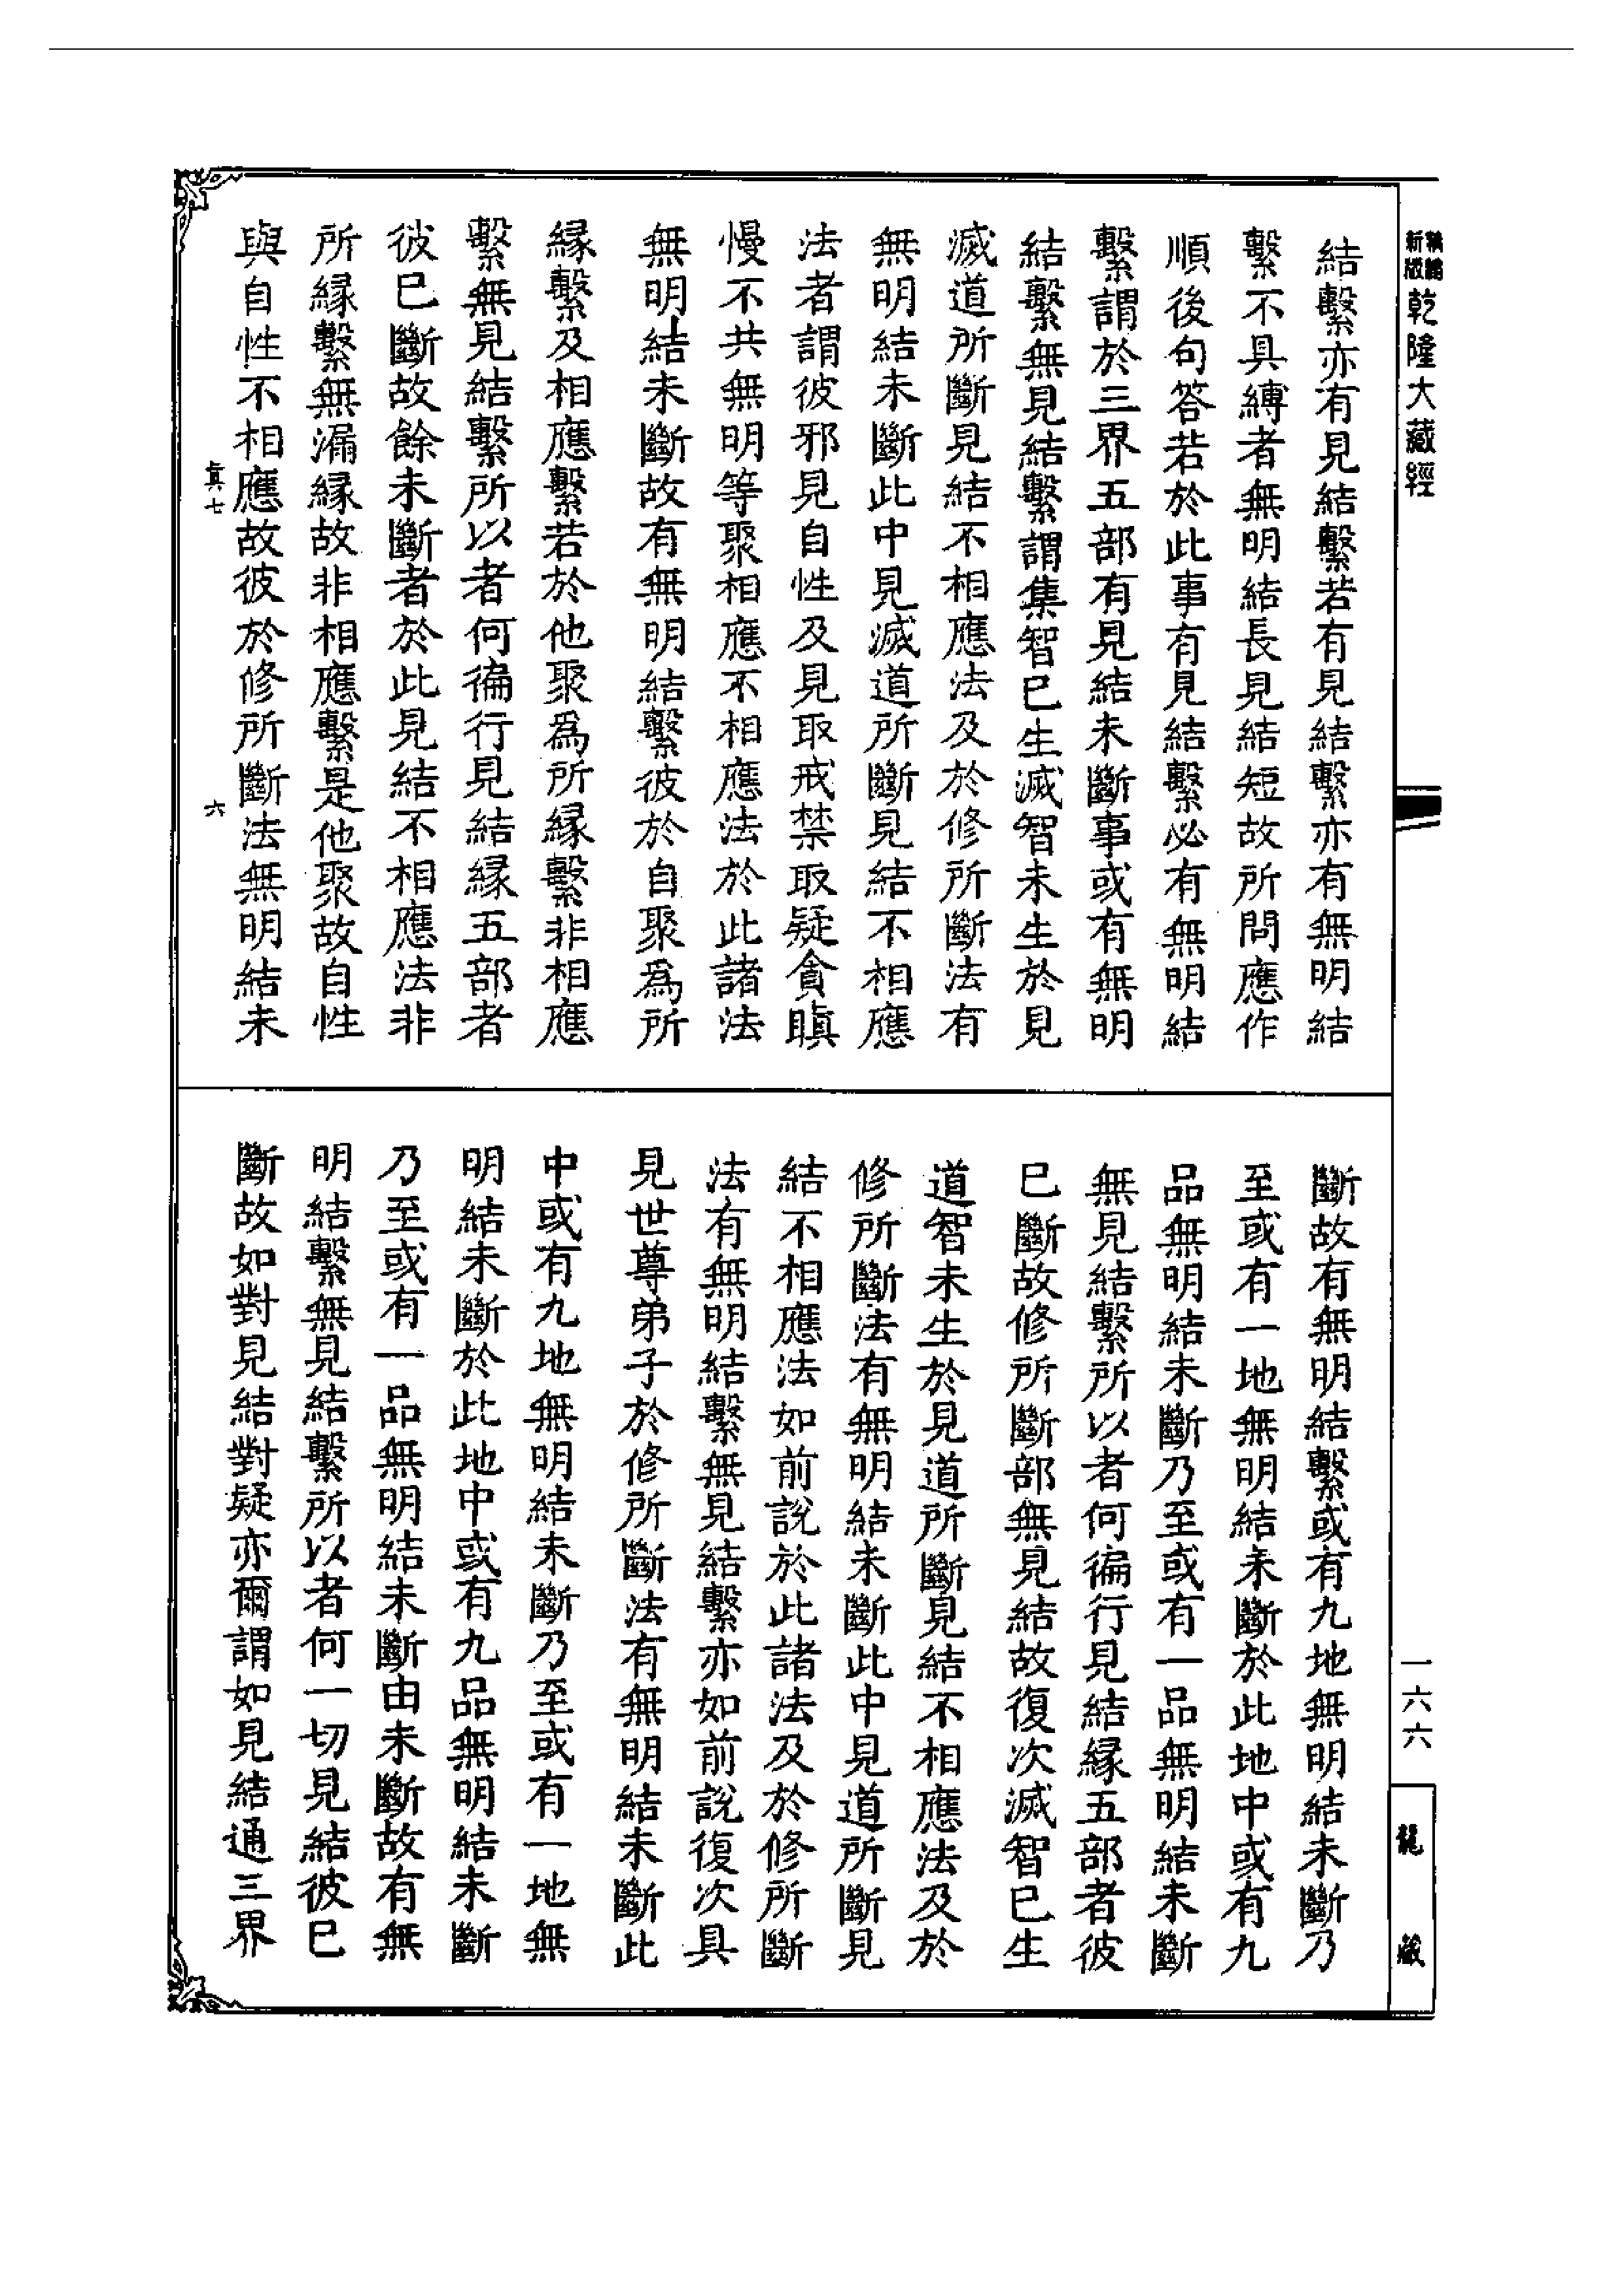 新版精編
乾隆大藏經
結繫亦有見結繫若有見結繫亦有無明結
繫不具縛者無明結長見結短故所問應作
順後句答若於此事有見結繫必有無明結
繫謂於三界五部有見結未斷事或有無明
結繫無見結繫謂集智巳生滅智未生於見
滅道所斷見結不相應法及於修所斷法有
無明結未斷此中見滅道所斷見結不相應
法者謂彼邪見自性及見取戒禁取疑貪瞋
慢不共無明等聚相應不相應法於此諸法
無明結未斷故有無明結繫彼於自聚爲所
緣繫及相應繫若於他聚爲所緣繫非相應
繫無見結繫所以者何徧行見結緣五部者
彼巳斷故餘未斷者於此見結不相應法非
所緣繫無漏緣故非相應繫是他聚故自性
與自性不相應故彼於修所斷法無明結未
真七
六
斷故有無明結繫或有九地無明結未斷乃
至或有一地無明結未斷於此地中或有九
品無明結未斷乃至或有一品無明結未斷
無見結繫所以者何徧行見結緣五部者彼
巳斷故修所斷部無見結故復次滅智巳生
道智未生於見道所斷見結不相應法及於
修所斷法有無明結未斷此中見道所斷見
結不相應法如前說於此諸法及於修所斷
法有無明結繫無見結繫亦如前說復次具
見世尊弟子於修所斷法有無明結未斷此
中或有九地無明結未斷乃至或有一地無
明結未斷於此地中或有九品無明結未斷
乃至或有一品無明結未斷由未斷故有無
明結繫無見結繫所以者何一切見結彼巳
斷故如對見結對疑亦爾謂如見結通三界
一六六
龍藏